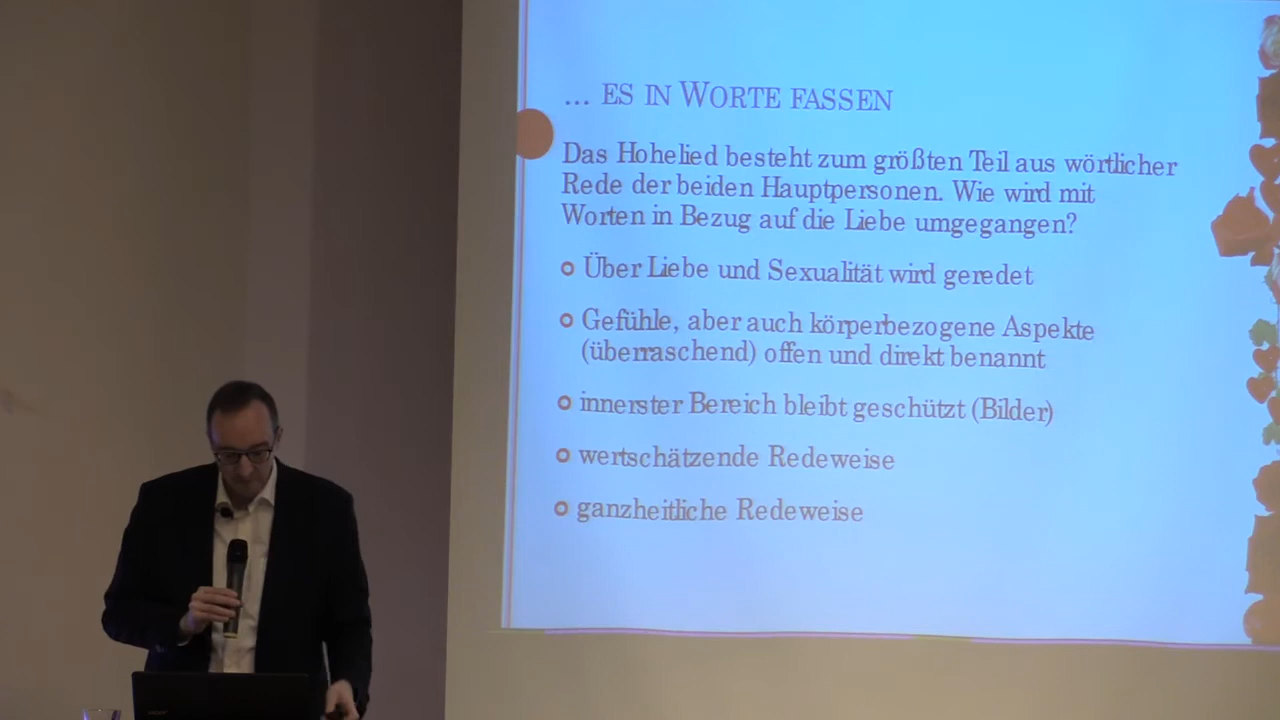 ... ES IN WORTE FASSEN
Das Hohelied besteht zum größten Teil aus wörtlicher
Rede der beiden Hauptpersonen. Wie wird mit
Worten in Bezug auf die Liebe umgegangen?
Über Liebe und Sexualität wird geredet
Gefühle, aber auch körperbezogene Aspekte
(überraschend) offen und direkt benannt
innerster Bereich bleibt geschützt (Bilder)
wertschätzende Redeweise
ganzheitliche Redeweise